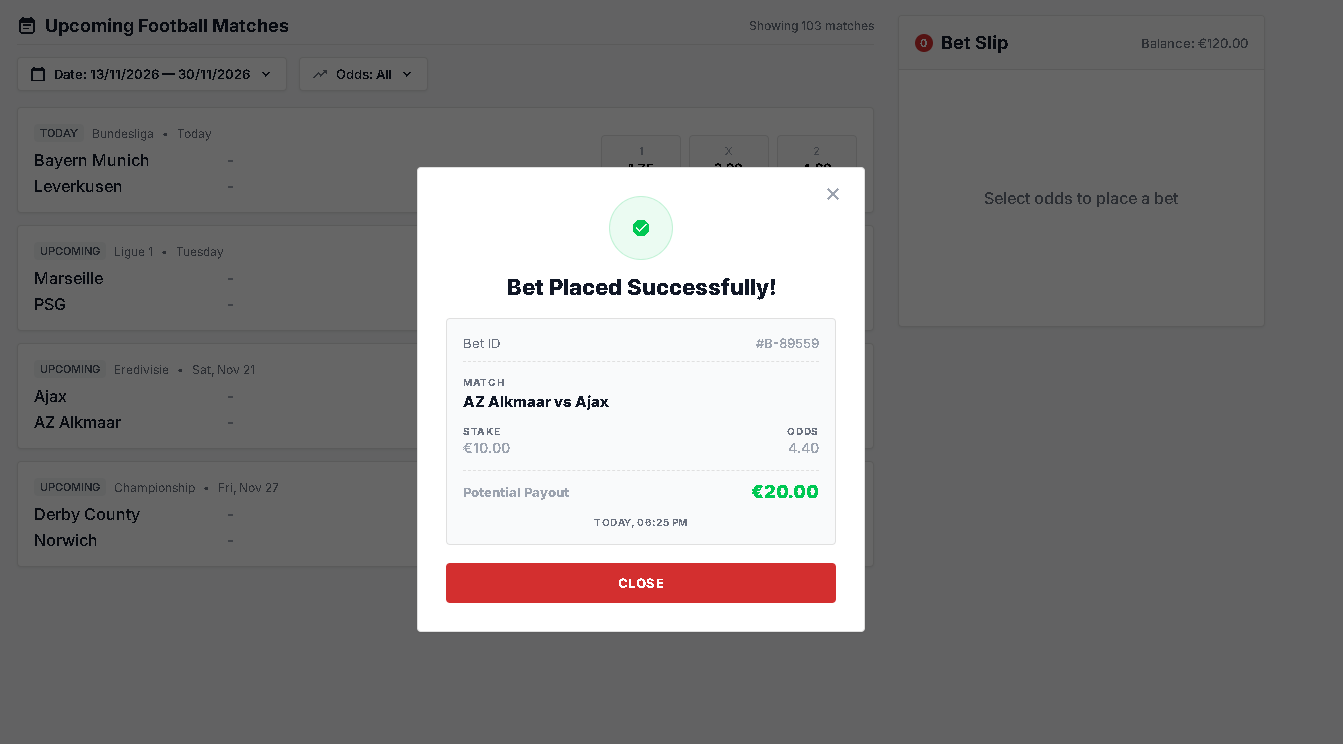 Upcoming Football Matches
Showing 103 matches
Date: 13/11/2026 — 30/11/2026
Odds: All
TODAY Bundesliga • Today
Bayern Munich -
Leverkusen -
1 X 2
UPCOMING Ligue 1 • Tuesday
Marseille -
PSG -
UPCOMING Eredivisie • Sat, Nov 21
Ajax -
AZ Alkmaar -
UPCOMING Championship • Fri, Nov 27
Derby County -
Norwich -
0 Bet Slip
Balance: €120.00
Select odds to place a bet
Bet Placed Successfully!
Bet ID #B-89559
MATCH
AZ Alkmaar vs Ajax
STAKE ODDS
€10.00 4.40
Potential Payout €20.00
TODAY, 06:25 PM
CLOSE